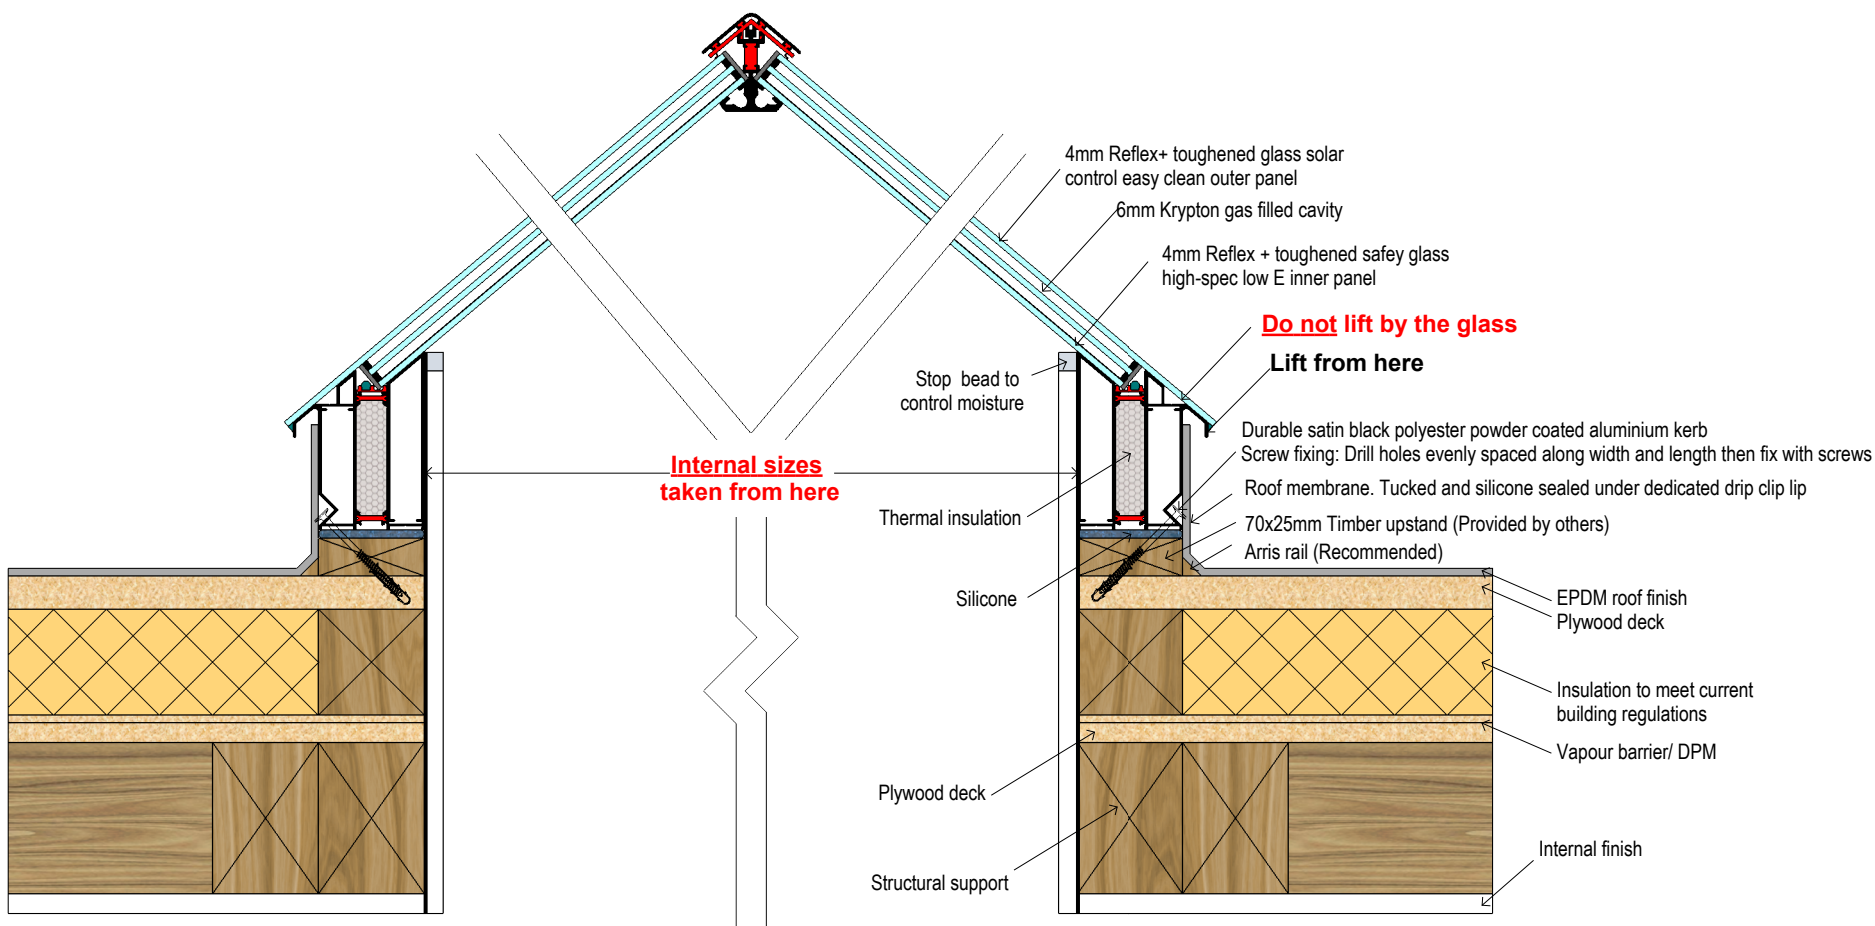 4mm Reflex+ toughened glass solar
control easy clean outer panel
6mm Krypton gas filled cavity
4mm Reflex + toughened safey glass
high-spec low E inner panel
Do not lift by the glass
Lift from here
Stop bead to
control moisture
Durable satin black polyester powder coated aluminium kerb
Screw fixing: Drill holes evenly spaced along width and length then fix with screws
Internal sizes
taken from here
Roof membrane. Tucked and silicone sealed under dedicated drip clip lip
Thermal insulation
70x25mm Timber upstand (Provided by others)
Arris rail (Recommended)
Silicone
EPDM roof finish
Plywood deck
Insulation to meet current
building regulations
Vapour barrier/ DPM
Plywood deck
Internal finish
Structural support